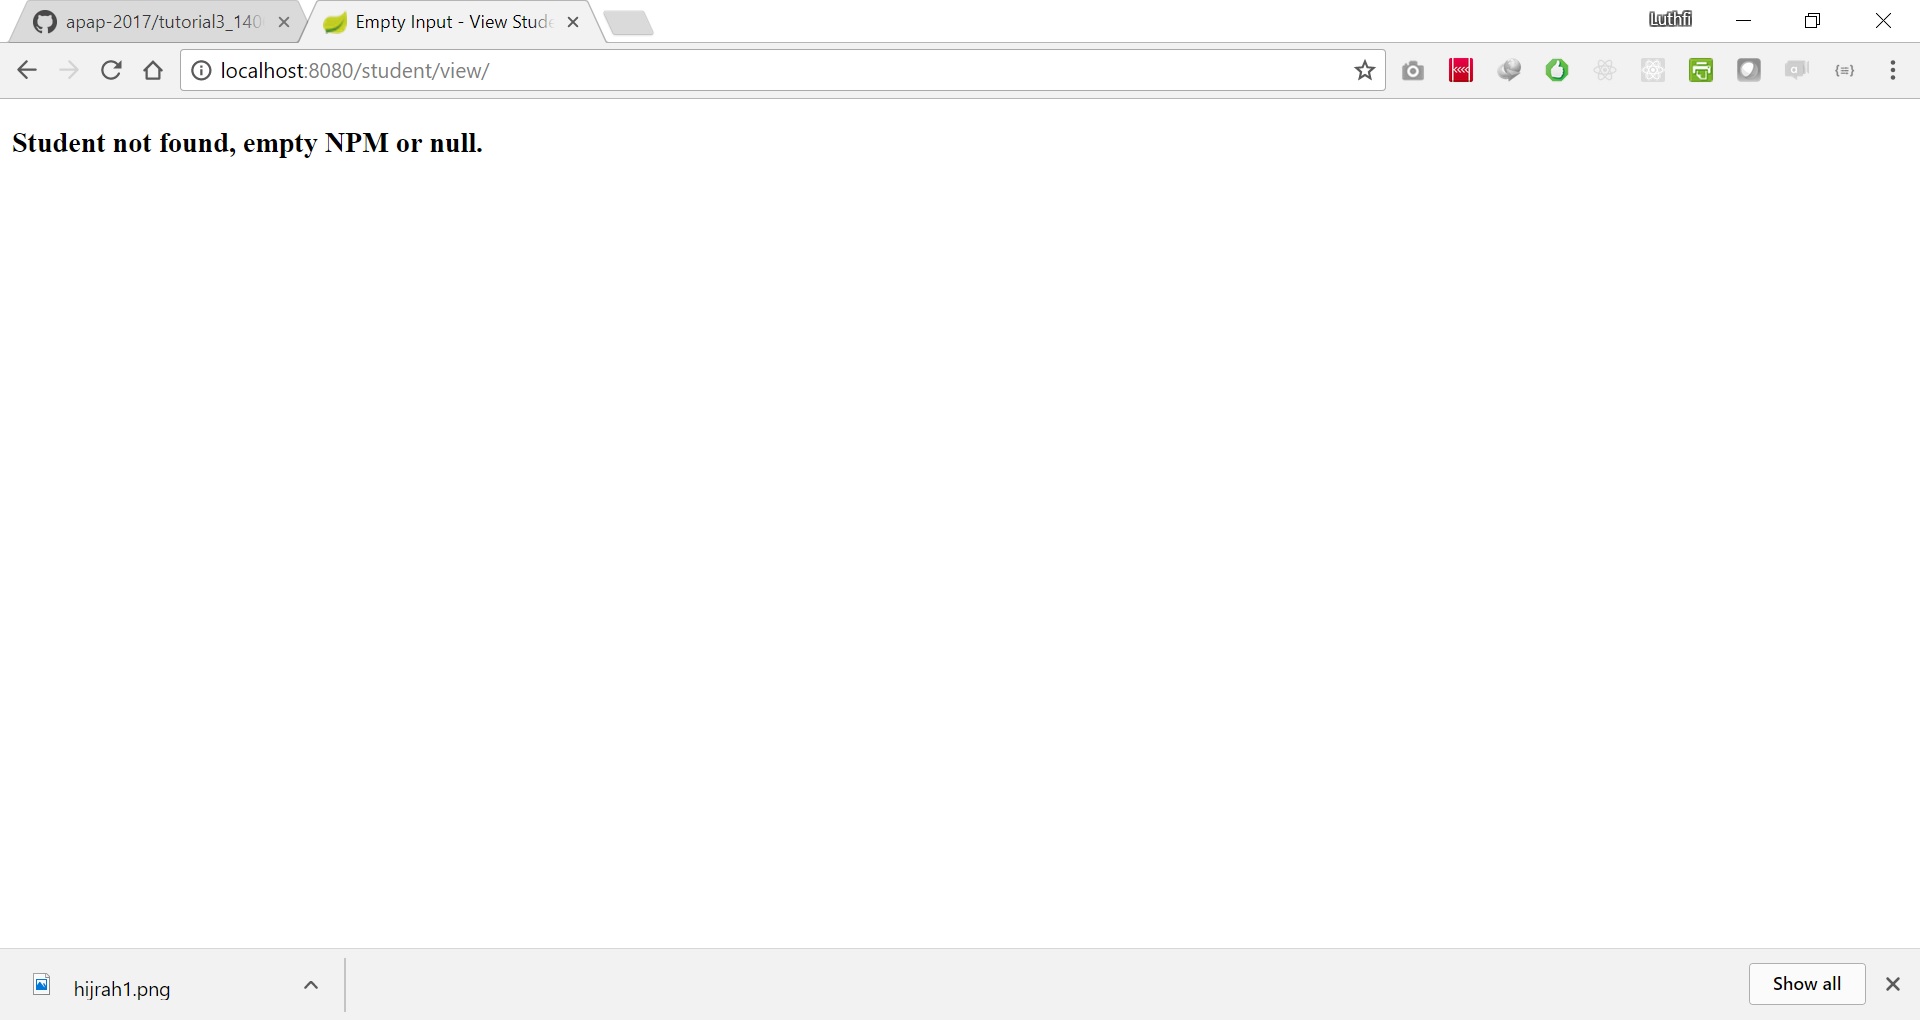 apap-2017/tutorial3_140
Empty Input - View Stude
Luthfi
localhost:8080/student/view/
Student not found, empty NPM or null.
hijrah1.png
Show all